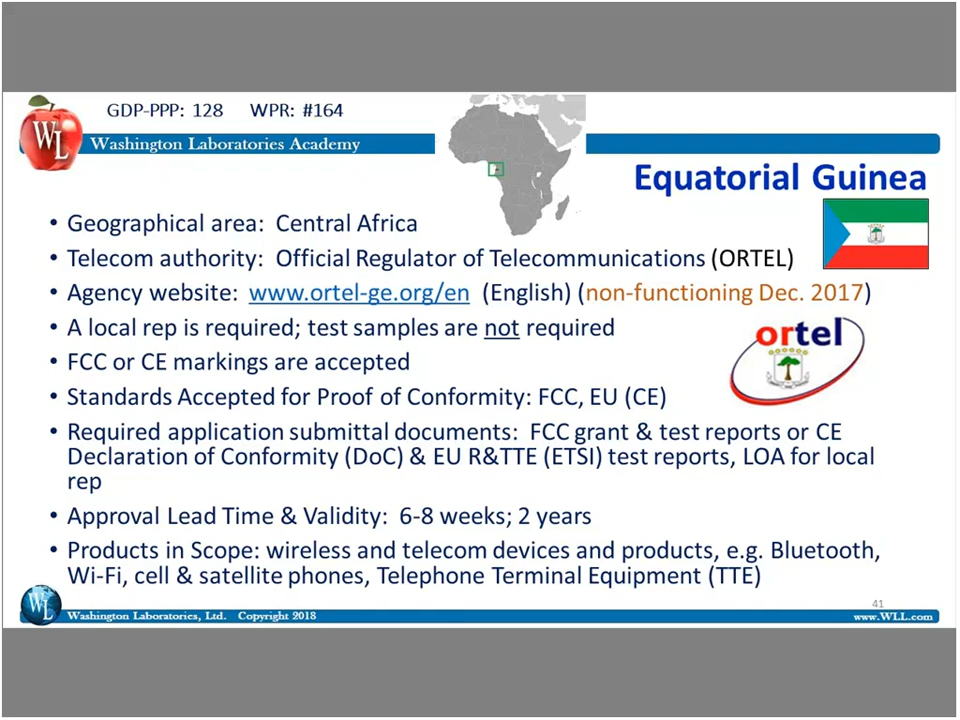 GDP-PPP: 128 WPR: #164
WL
Washington Laboratories Academy
Equatorial Guinea
• Geographical area: Central Africa
• Telecom authority: Official Regulator of Telecommunications (ORTEL)
• Agency website: www.ortel-ge.org/en (English) (non-functioning Dec. 2017)
• A local rep is required; test samples are not required
ortel
• FCC or CE markings are accepted
• Standards Accepted for Proof of Conformity: FCC, EU (CE)
• Required application submittal documents: FCC grant & test reports or CE
Declaration of Conformity (DoC) & EU R&TTE (ETSI) test reports, LOA for local
rep
• Approval Lead Time & Validity: 6-8 weeks; 2 years
• Products in Scope: wireless and telecom devices and products, e.g. Bluetooth,
Wi-Fi, cell & satellite phones, Telephone Terminal Equipment (TTE)
41
WL
Washington Laboratories, Ltd. Copyright 2018
www.WLL.com